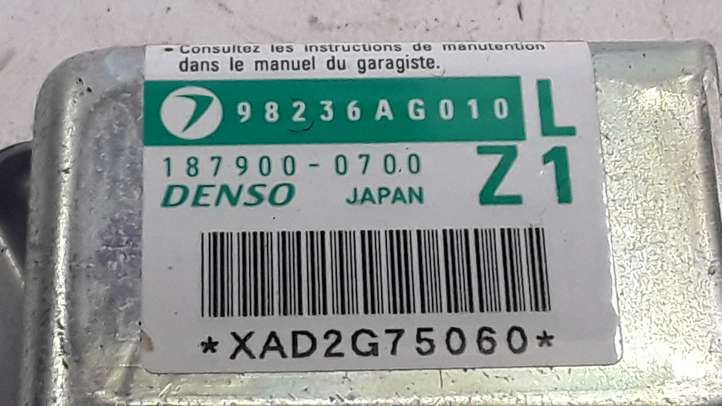 • Consultez les instructions de manutention
dans le manuel du garagiste.
98236AG010 L
187900-0700 Z1
DENSO JAPAN
*XAD2G75060*